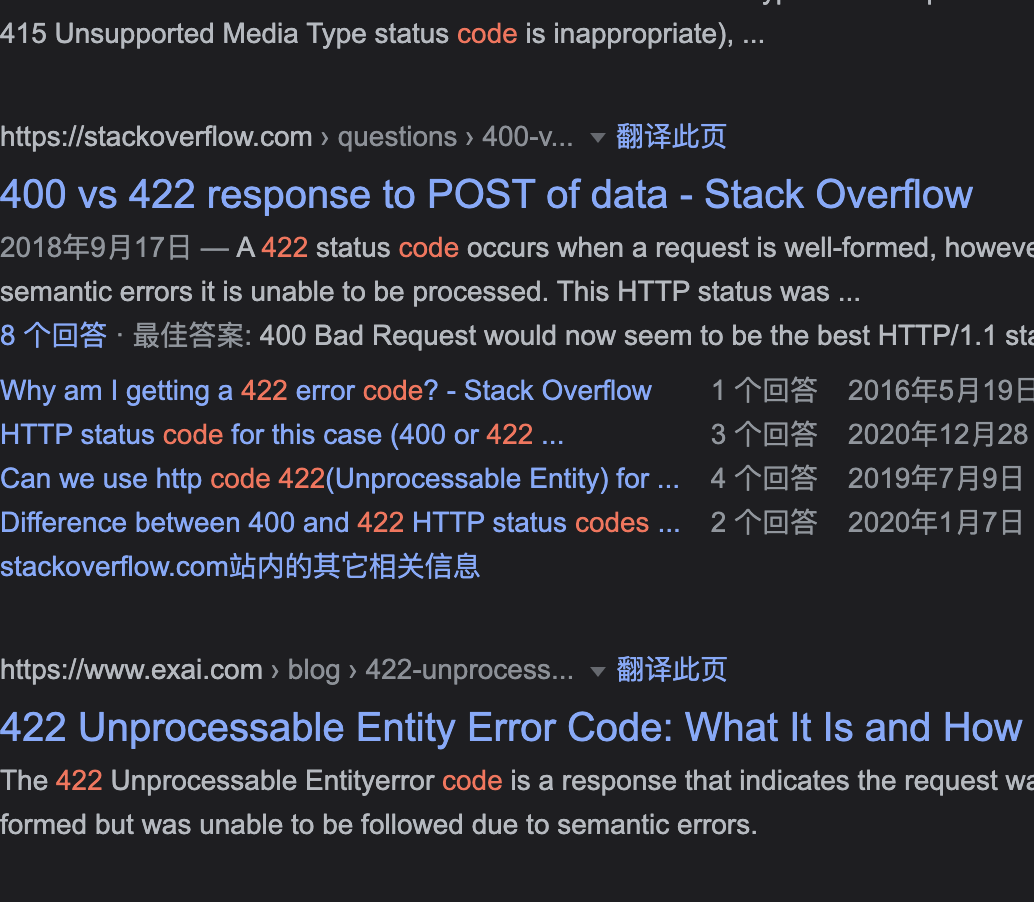 415 Unsupported Media Type status code is inappropriate), ...
https://stackoverflow.com › questions › 400-v... 翻译此页
400 vs 422 response to POST of data - Stack Overflow
2018年9月17日 — A 422 status code occurs when a request is well-formed, howeve
semantic errors it is unable to be processed. This HTTP status was ...
8 个回答 · 最佳答案: 400 Bad Request would now seem to be the best HTTP/1.1 sta
Why am I getting a 422 error code? - Stack Overflow 1 个回答 2016年5月19日
HTTP status code for this case (400 or 422 ... 3 个回答 2020年12月28
Can we use http code 422(Unprocessable Entity) for ... 4 个回答 2019年7月9日
Difference between 400 and 422 HTTP status codes ... 2 个回答 2020年1月7日
stackoverflow.com站内的其它相关信息
https://www.exai.com › blog › 422-unprocess... 翻译此页
422 Unprocessable Entity Error Code: What It Is and How
The 422 Unprocessable Entityerror code is a response that indicates the request wa
formed but was unable to be followed due to semantic errors.